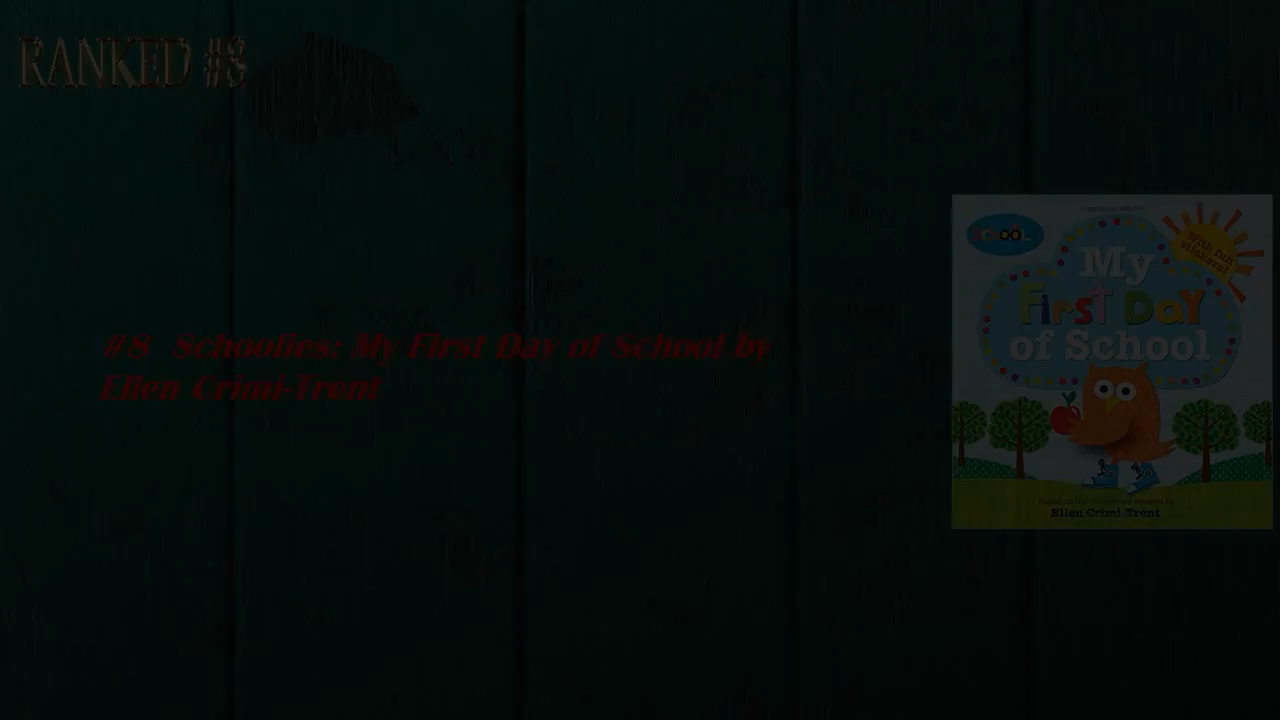 RANKED #8
#8 Schoolies: My First Day of School by
Ellen Crimi-Trent
SCHOOL
With fun
stickers!
My
First Day
of School
Ellen Crimi-Trent